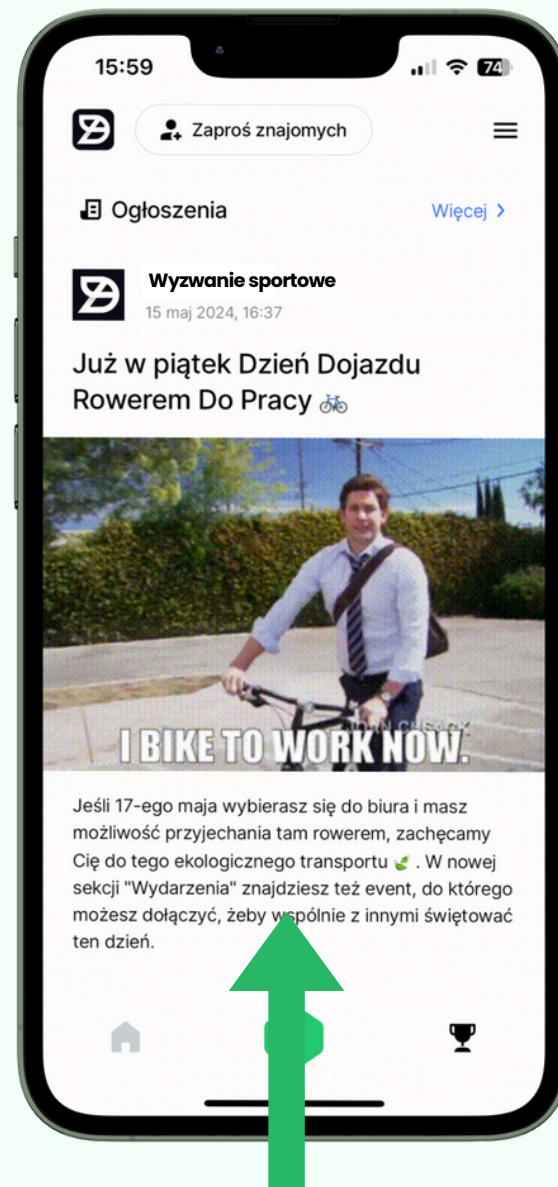 15:59
74
Zaproś znajomych
Ogłoszenia
Więcej
Wyzwanie sportowe
15 maj 2024, 16:37
Już w piątek Dzień Dojazdu
Rowerem Do Pracy 🚲
I BIKE TO WORK NOW.
Jeśli 17-ego maja wybierasz się do biura i masz
możliwość przyjechania tam rowerem, zachęcamy
Cię do tego ekologicznego transportu 🍃 . W nowej
sekcji "Wydarzenia" znajdziesz też event, do którego
możesz dołączyć, żeby wspólnie z innymi świętować
ten dzień.